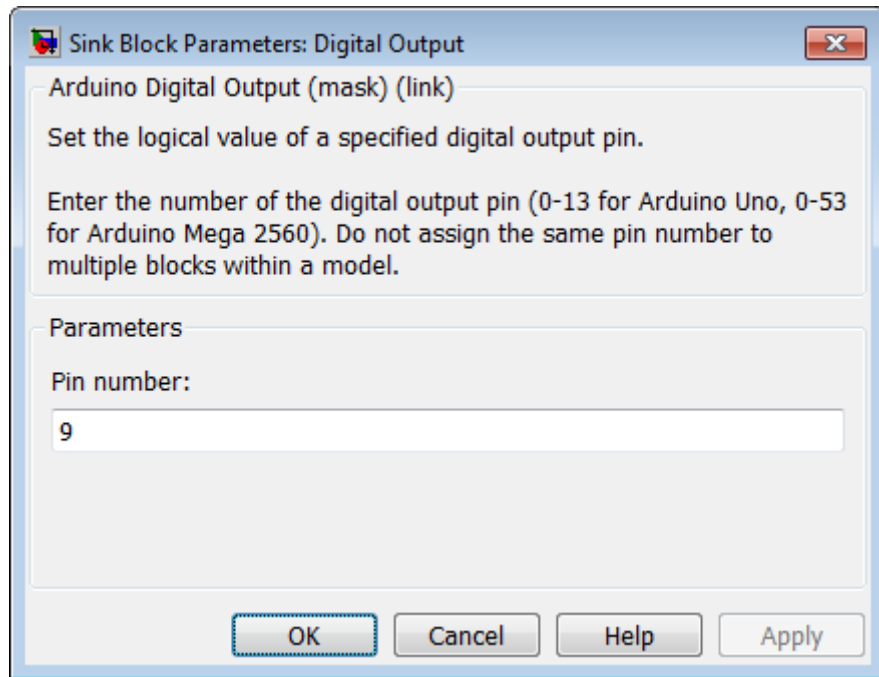 Sink Block Parameters: Digital Output
Arduino Digital Output (mask) (link)
Set the logical value of a specified digital output pin.
Enter the number of the digital output pin (0-13 for Arduino Uno, 0-53
for Arduino Mega 2560). Do not assign the same pin number to
multiple blocks within a model.
Parameters
Pin number:
9
OK Cancel Help Apply